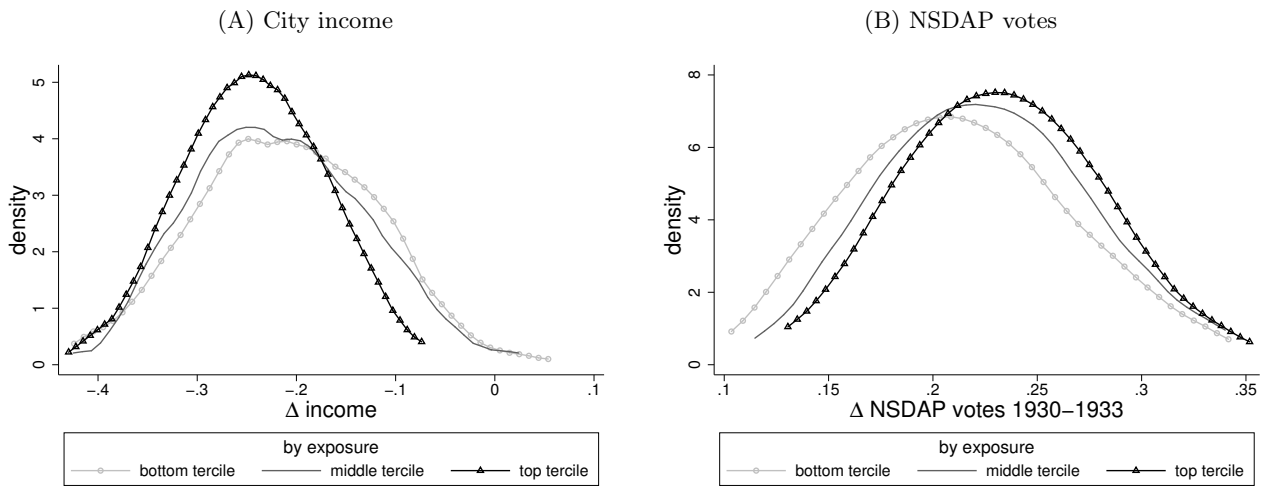 (A) City income
5
4
3
2
1
0
density
−.4 −.3 −.2 −.1 0 .1
Δ income
by exposure
bottom tercile middle tercile top tercile
(B) NSDAP votes
8
6
4
2
0
density
.1 .15 .2 .25 .3 .35
Δ NSDAP votes 1930−1933
by exposure
bottom tercile middle tercile top tercile